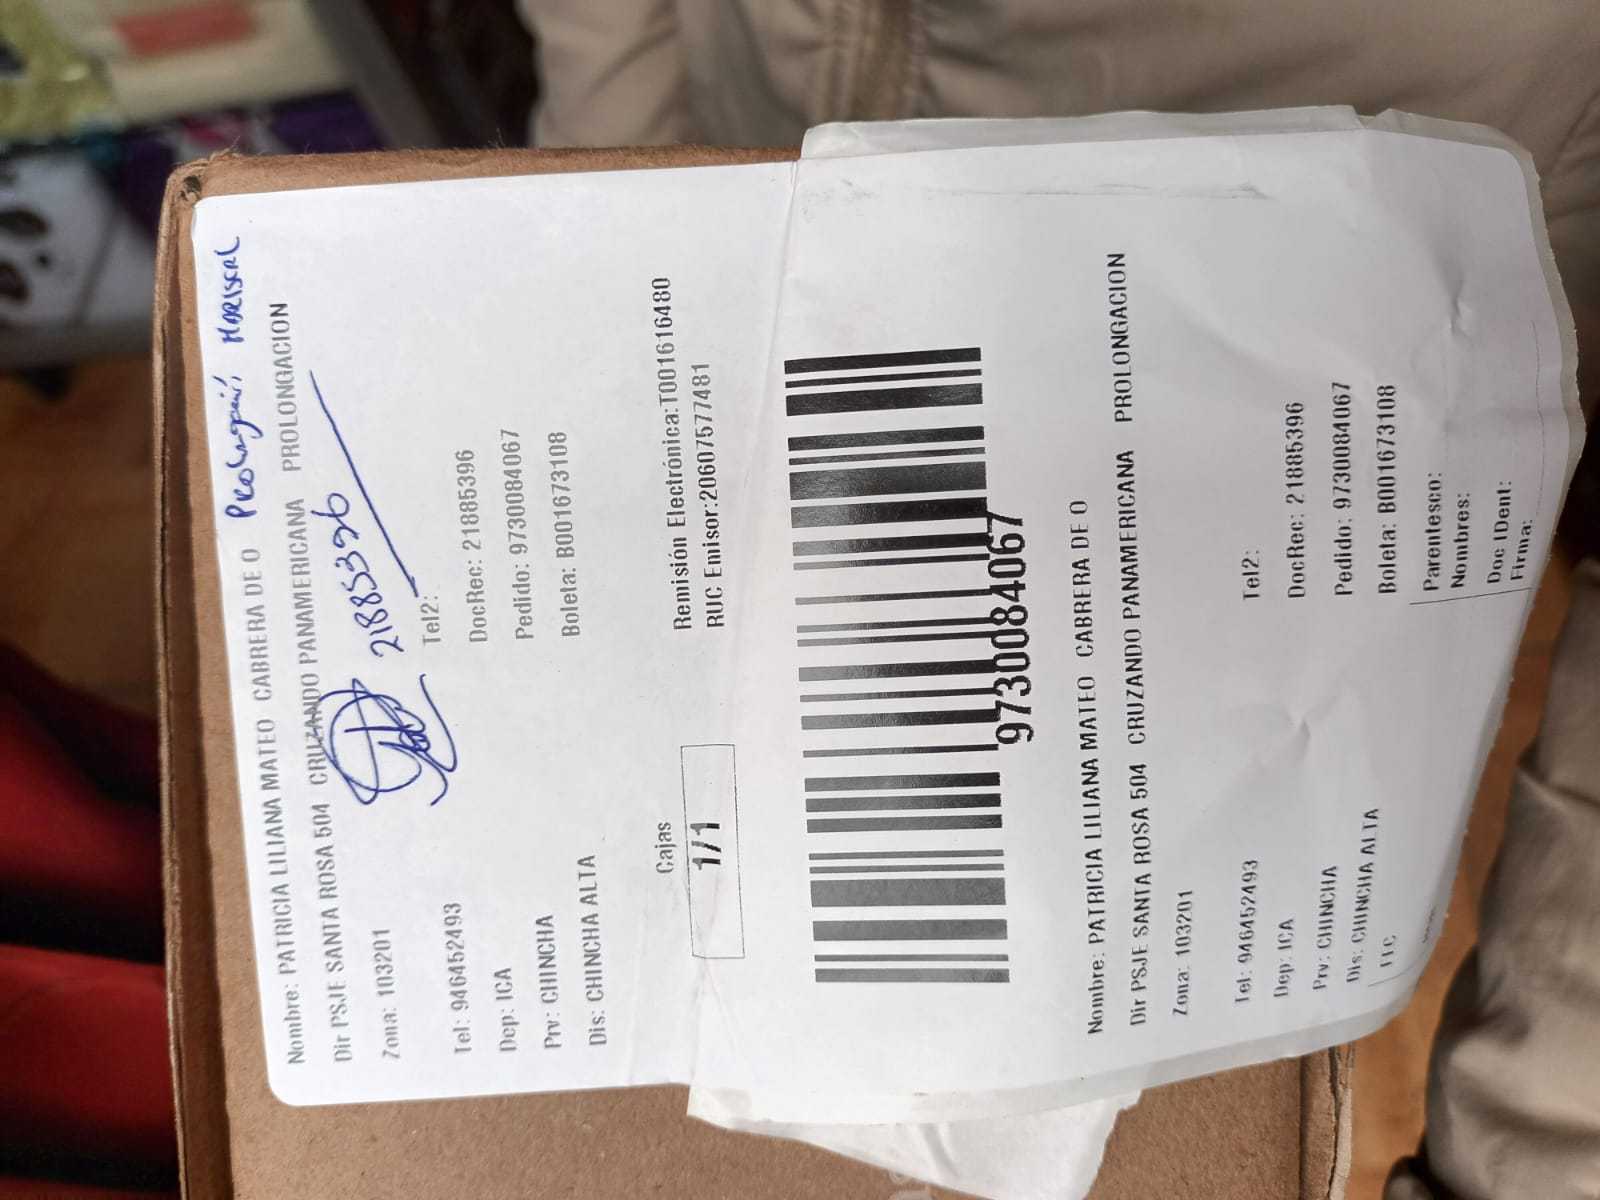 Prolongación Mariscal
Nombre: PATRICIA LILIANA MATEO CABRERA DE O
Dir PSJE SANTA ROSA 504 CRUZANDO PANAMERICANA PROLONGACION
Zona: 103201
21885396
Tel: 946452493 Tel2:
Dep: ICA DocRec: 21885396
Prv: CHINCHA Pedido: 9730084067
Dis: CHINCHA ALTA Boleta: B001673108
Cajas
1/1
Remisión Electrónica:T001616480
RUC Emisor:20607577481
9730084067
Nombre: PATRICIA LILIANA MATEO CABRERA DE O
Dir PSJE SANTA ROSA 504 CRUZANDO PANAMERICANA PROLONGACION
Zona: 103201
Tel: 946452493 Tel2:
Dep: ICA DocRec: 21885396
Prv: CHINCHA Pedido: 9730084067
Dis: CHINCHA ALTA Boleta: B001673108
F.C
Parentesco:
Nombres:
Doc IDent:
Firma: